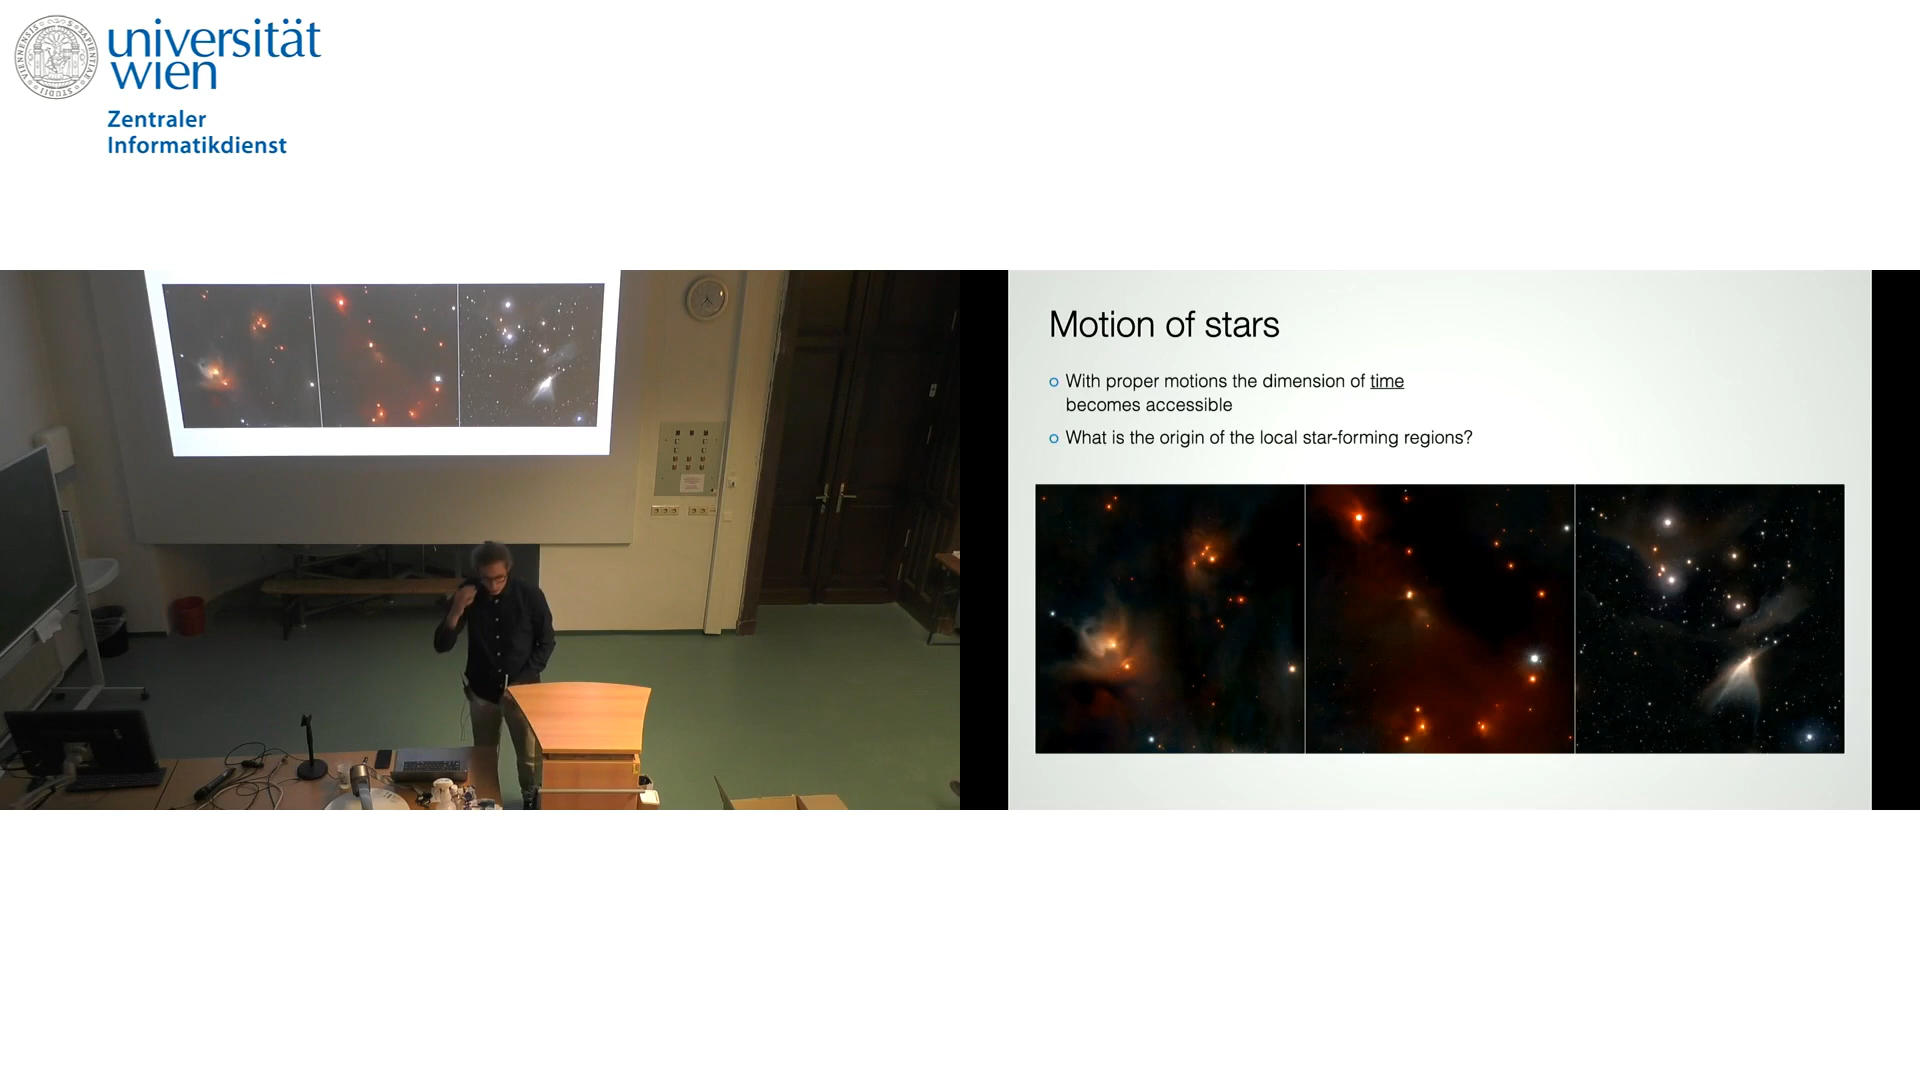 universität
wien
Zentraler
Informatikdienst
Motion of stars
With proper motions the dimension of time
becomes accessible
What is the origin of the local star-forming regions?